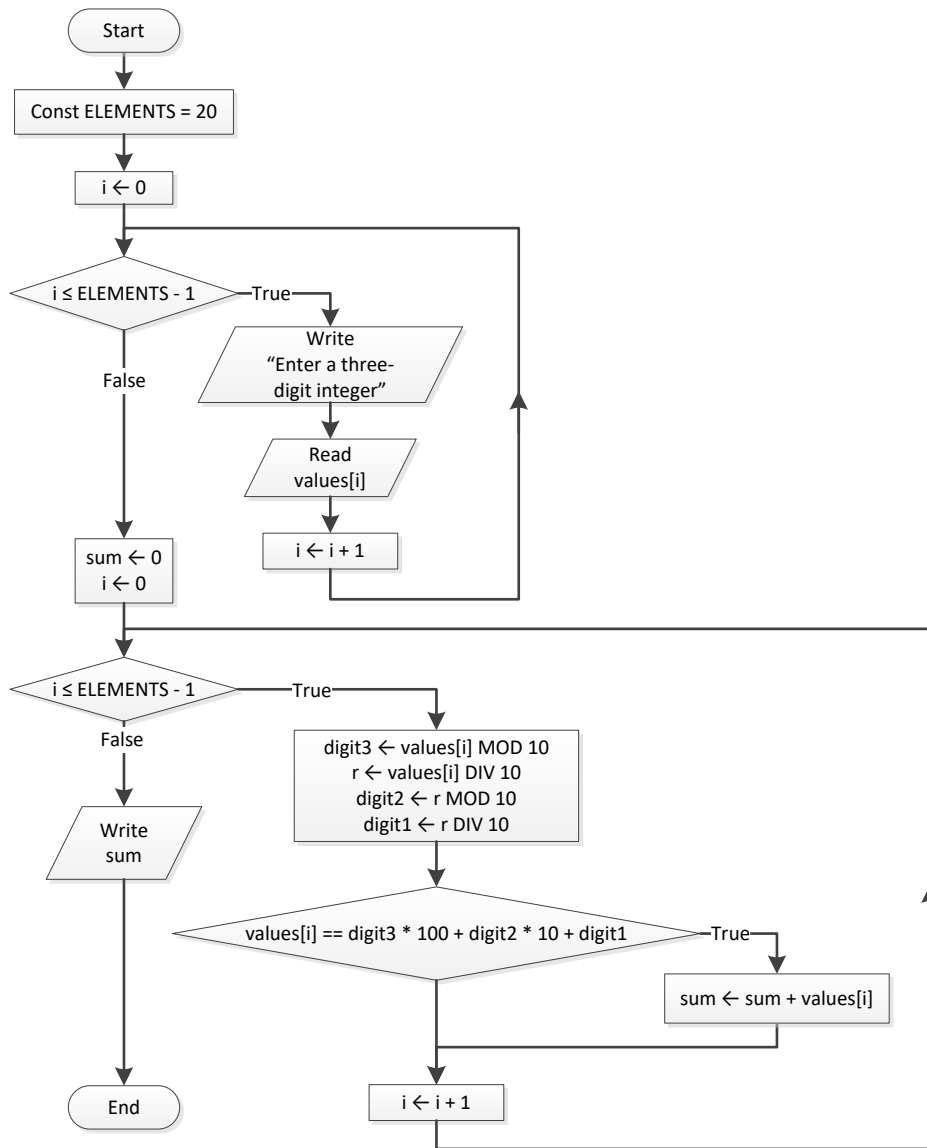 Start
Const ELEMENTS = 20
i ← 0
i ≤ ELEMENTS - 1
True
Write
“Enter a three-
digit integer”
False
Read
values[i]
i ← i + 1
sum ← 0
i ← 0
i ≤ ELEMENTS - 1
True
False
digit3 ← values[i] MOD 10
r ← values[i] DIV 10
digit2 ← r MOD 10
digit1 ← r DIV 10
Write
sum
values[i] == digit3 * 100 + digit2 * 10 + digit1
True
sum ← sum + values[i]
i ← i + 1
End